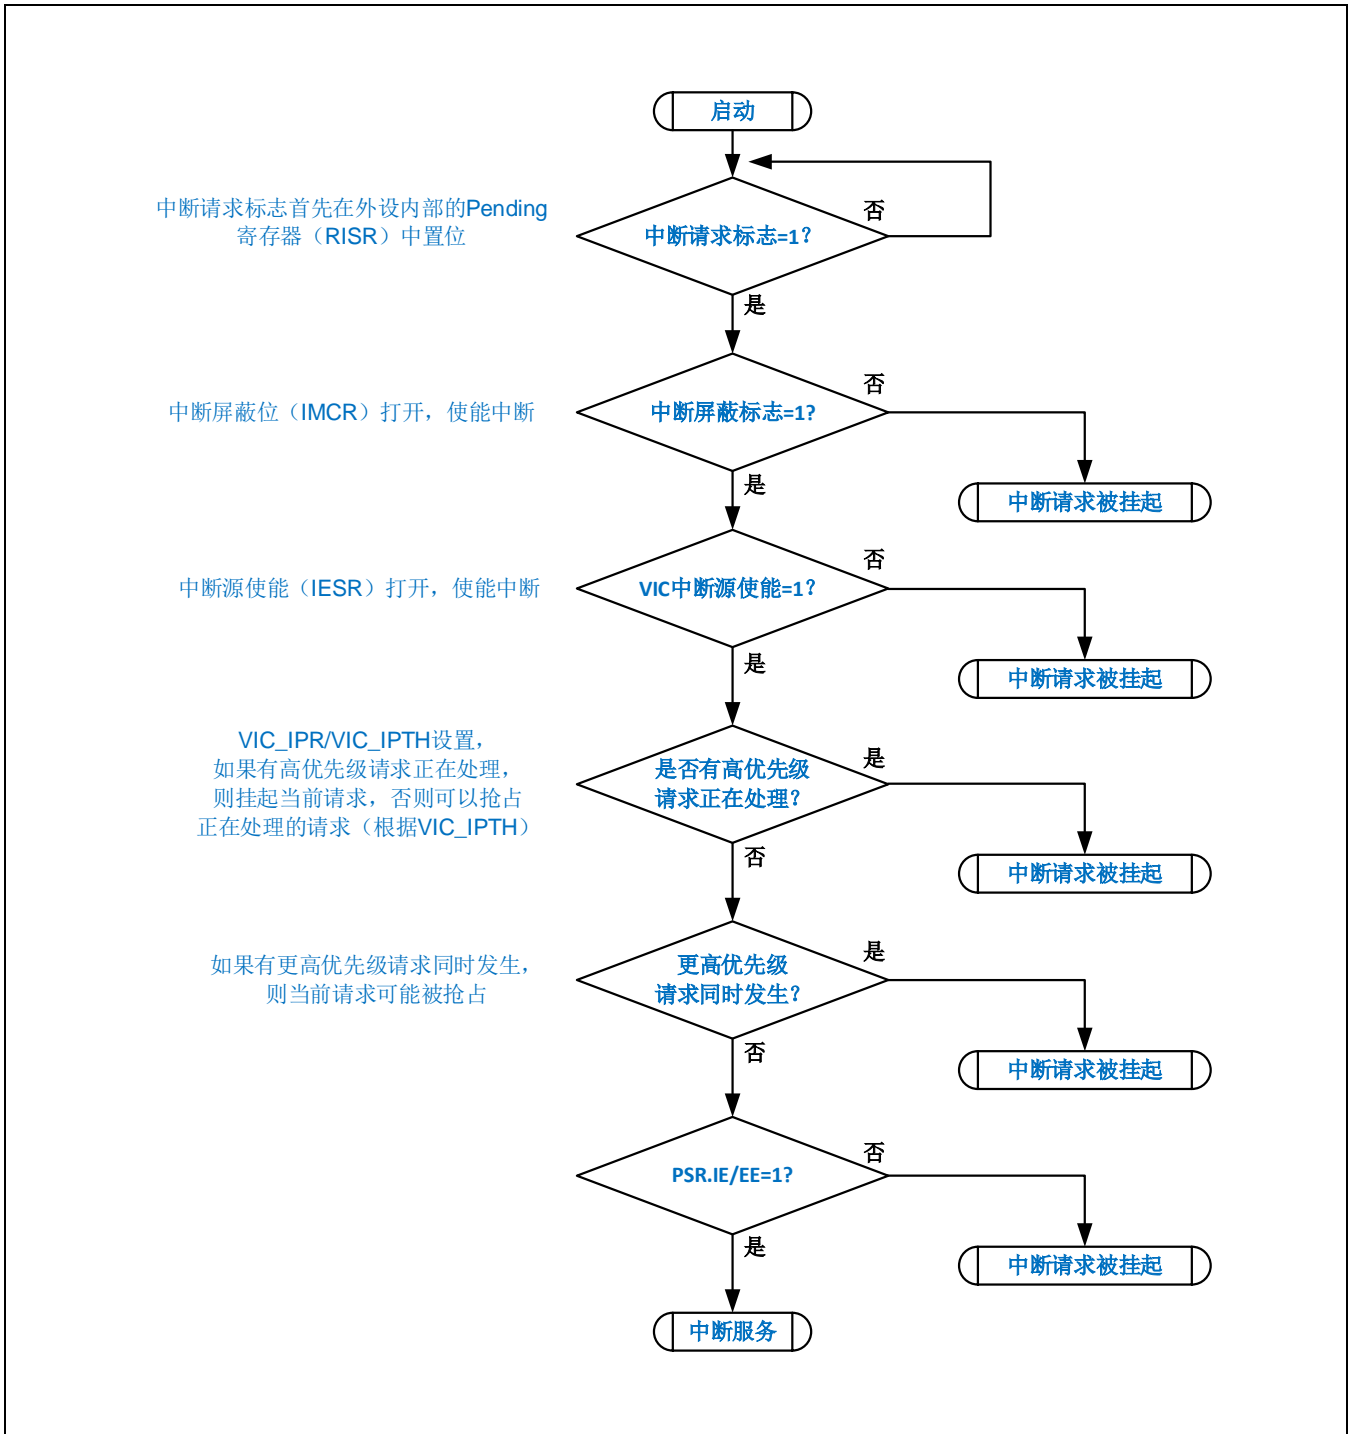 启动
中断请求标志首先在外设内部的Pending
寄存器（RISR）中置位
中断请求标志=1？
否
是
中断屏蔽位（IMCR）打开，使能中断
中断屏蔽标志=1?
否
中断请求被挂起
是
中断源使能（IESR）打开，使能中断
VIC中断源使能=1？
否
中断请求被挂起
是
VIC_IPR/VIC_IPTH设置，
如果有高优先级请求正在处理，
则挂起当前请求，否则可以抢占
正在处理的请求（根据VIC_IPTH）
是否有高优先级
请求正在处理？
是
中断请求被挂起
否
如果有更高优先级请求同时发生，
则当前请求可能被抢占
更高优先级
请求同时发生？
是
中断请求被挂起
否
PSR.IE/EE=1?
否
中断请求被挂起
是
中断服务